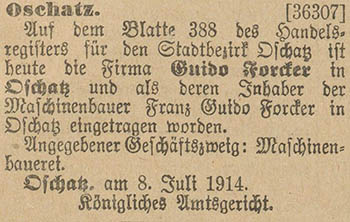 Oschatz. [36307]
Auf dem Blatte 388 des Handels-
registers für den Stadtbezirk Oschatz ist
heute die Firma Guido Forcker in
Oschatz und als deren Inhaber der
Maschinenbauer Franz Guido Forcker in
Oschatz eingetragen worden.
Angegebener Geschäftszweig: Maschinen-
bauerei.
Oschatz, am 8. Juli 1914.
Königliches Amtsgericht.